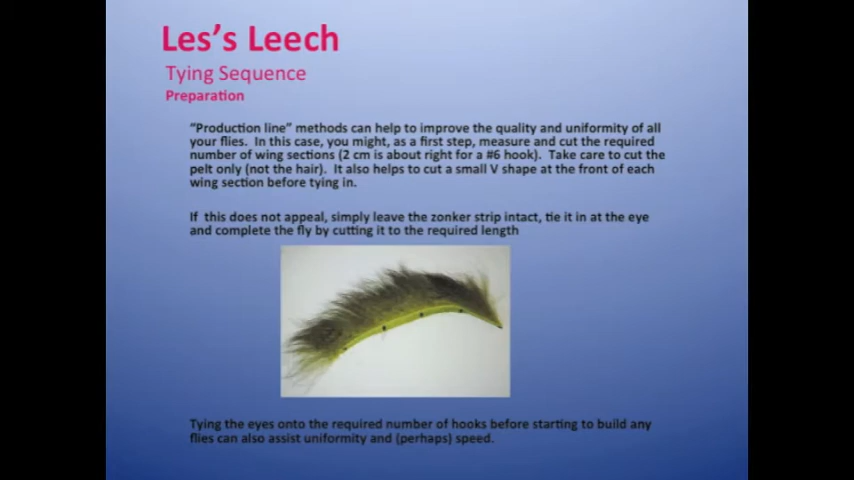 Les's Leech
Tying Sequence
Preparation
"Production line" methods can help to improve the quality and uniformity of all
your flies. In this case, you might, as a first step, measure and cut the required
number of wing sections (2 cm is about right for a #6 hook). Take care to cut the
pelt only (not the hair). It also helps to cut a small V shape at the front of each
wing section before tying in.
If this does not appeal, simply leave the zonker strip intact, tie it in at the eye
and complete the fly by cutting it to the required length
Tying the eyes onto the required number of hooks before starting to build any
flies can also assist uniformity and (perhaps) speed.